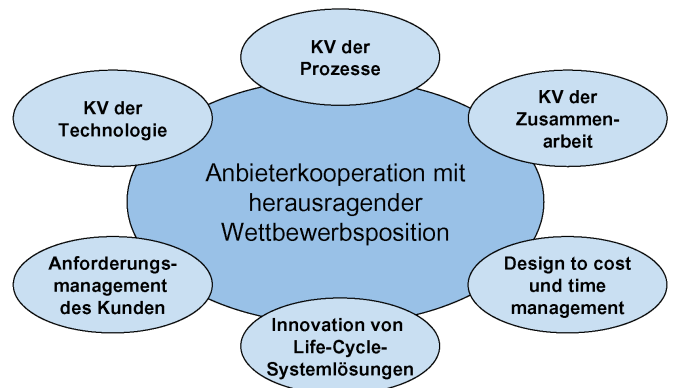 KV der
Prozesse
KV der
Technologie
KV der
Zusammen-
arbeit
Anbieterkooperation mit
herausragender
Wettbewerbsposition
Anforderungs-
management
des Kunden
Design to cost
und time
management
Innovation von
Life-Cycle-
Systemlösungen